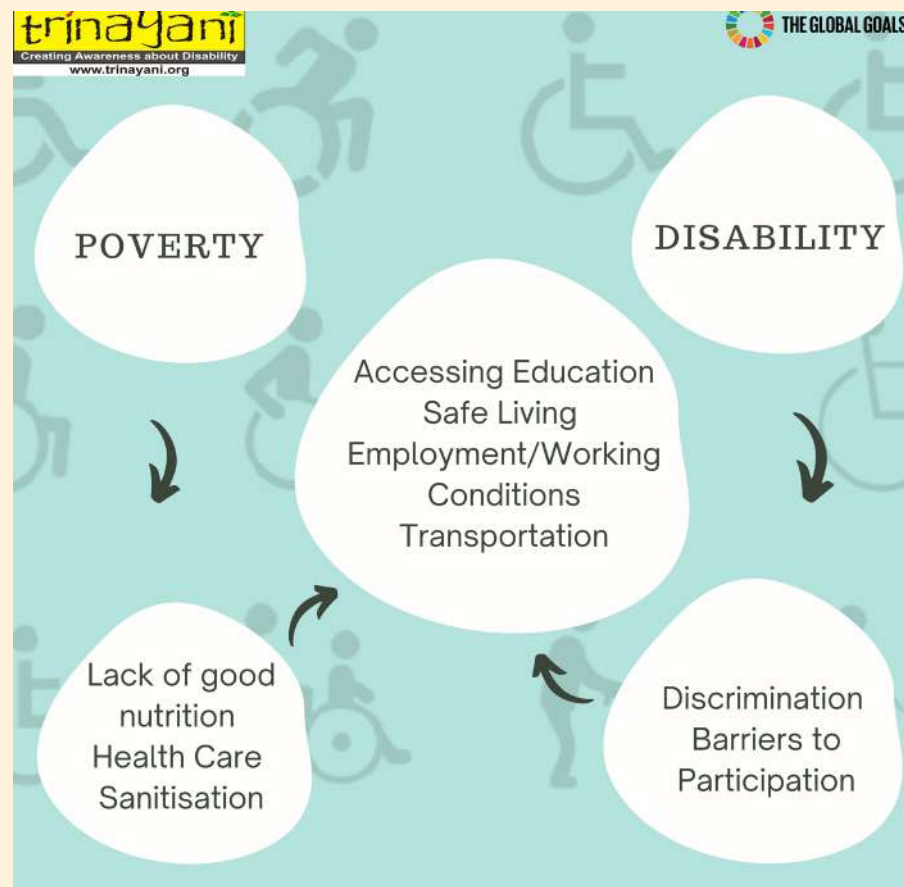 trinayani
Creating Awareness about Disability
www.trinayani.org
THE GLOBAL GOALS
POVERTY
DISABILITY
Accessing Education
Safe Living
Employment/Working
Conditions
Transportation
Lack of good
nutrition
Health Care
Sanitisation
Discrimination
Barriers to
Participation